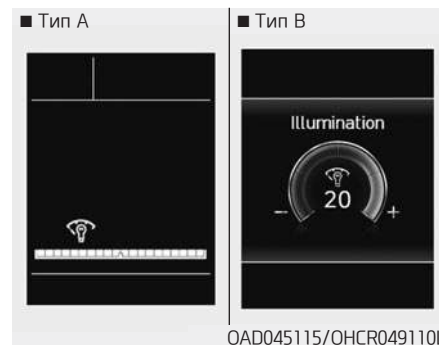 ■ Тип А
■ Тип В
Illumination
20
- +
OAD045115/OHCR049110